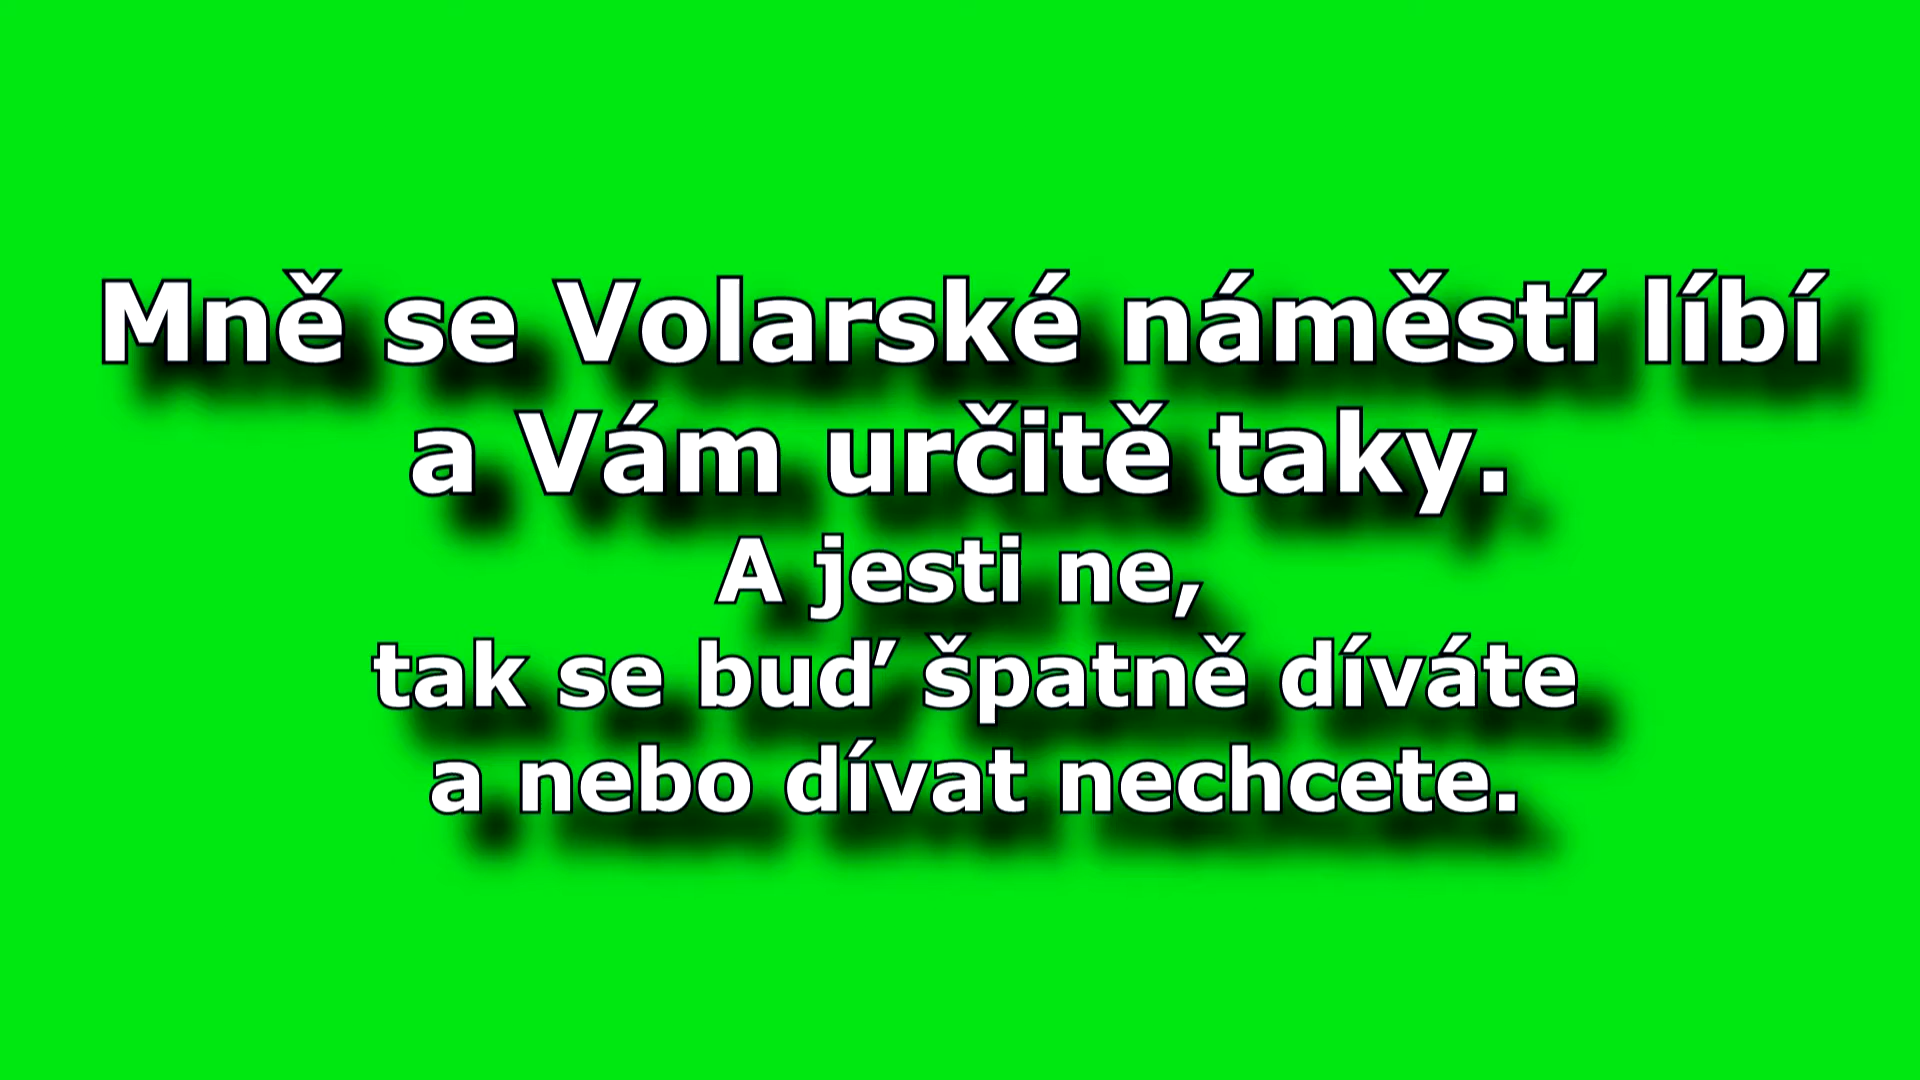 Mně se Volarské náměstí líbí
a Vám určitě taky.
A jesti ne,
tak se buď špatně díváte
a nebo dívat nechcete.